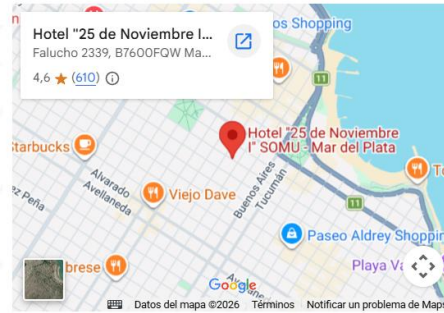 os Shopping
Hotel "25 de Noviembre I...
Falucho 2339, B7600FQW Ma...
4,6 ★ (610)
11
Hotel "25 de Noviembre
I" SOMU - Mar del Plata
Starbucks
Alvarado
Avellaneda
Peña
Viejo Dave
Buenos Aires
Tucumán
11
Paseo Aldrey Shoppin
Playa Va
brese
Google
Datos del mapa ©2026
Términos
Notificar un problema de Maps